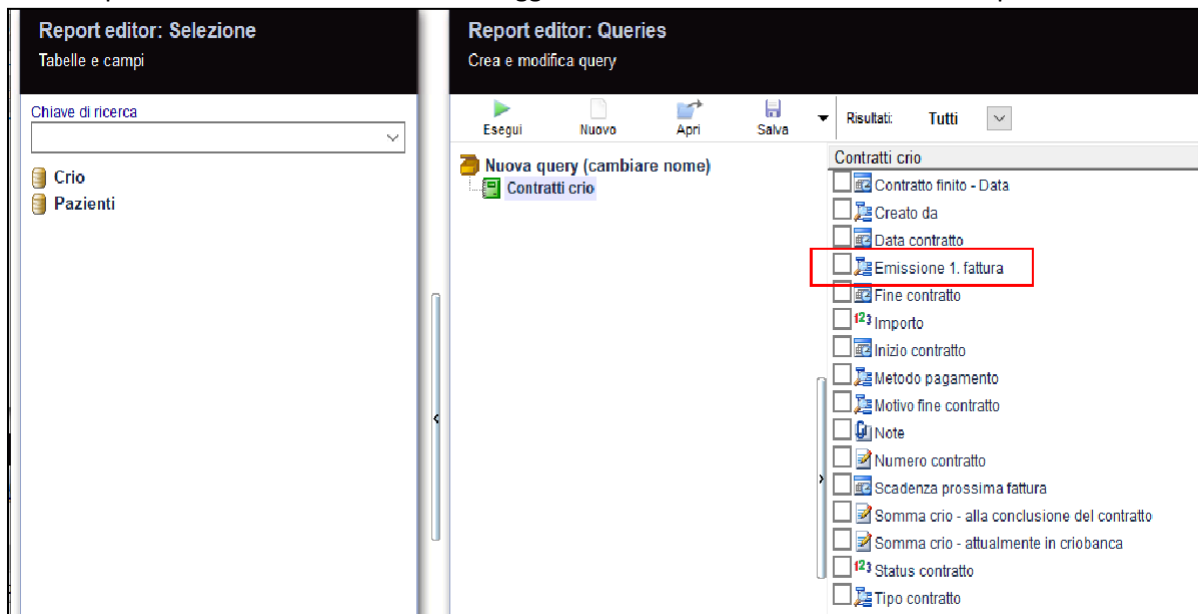 Report editor: Selezione
Tabelle e campi
Chiave di ricerca
Crio
Pazienti
Report editor: Queries
Crea e modifica query
Esegui Nuovo Apri Salva Risultati: Tutti
Nuova query (cambiare nome)
Contratti crio
Contratti crio
Contratto finito - Data
Creato da
Data contratto
Emissione 1. fattura
Fine contratto
123 Importo
Inizio contratto
Metodo pagamento
Motivo fine contratto
Note
Numero contratto
Scadenza prossima fattura
Somma crio - alla conclusione del contratto
Somma crio - attualmente in criobanca
123 Status contratto
Tipo contratto